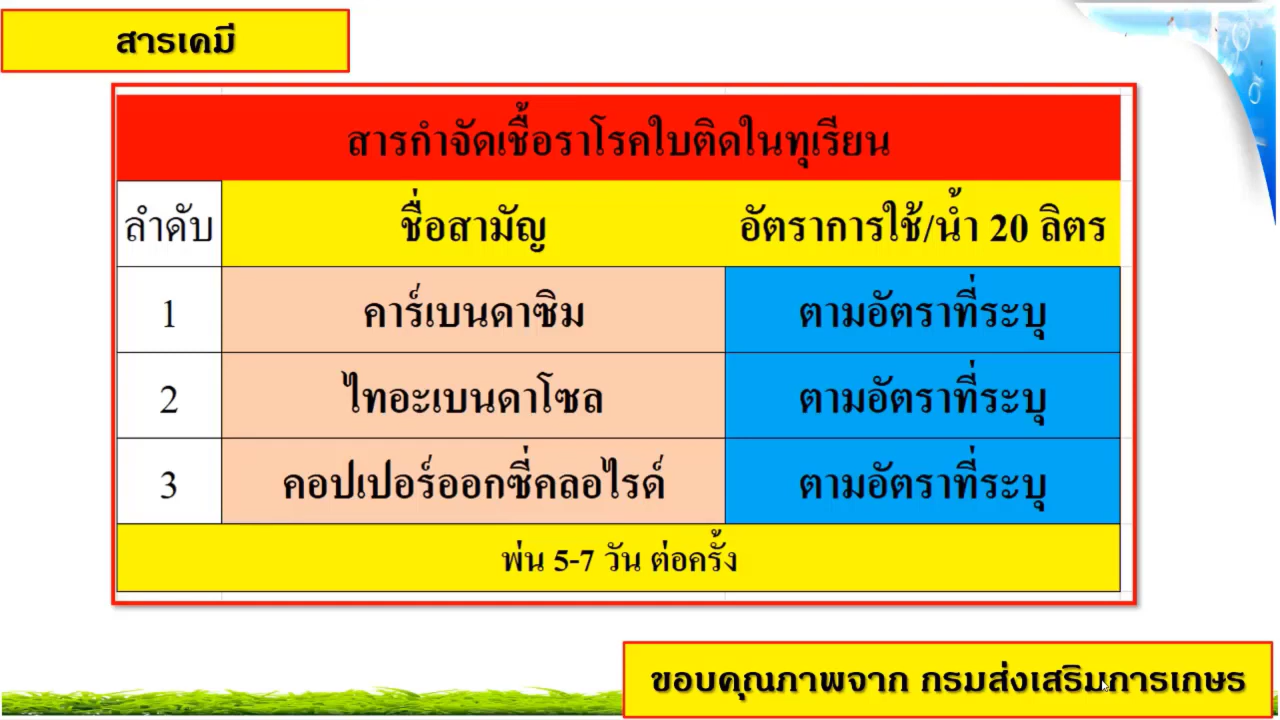 สารเคมี
สารกำจัดเชื้อราโรคใบติดในทุเรียน
ลำดับ ชื่อสามัญ อัตราการใช้/น้ำ 20 ลิตร
1 คาร์เบนดาซิม ตามอัตราที่ระบุ
2 ไทอะเบนดาโซล ตามอัตราที่ระบุ
3 คอปเปอร์ออกซี่คลอไรด์ ตามอัตราที่ระบุ
พ่น 5-7 วัน ต่อครั้ง
ขอบคุณภาพจาก กรมส่งเสริมการเกษร